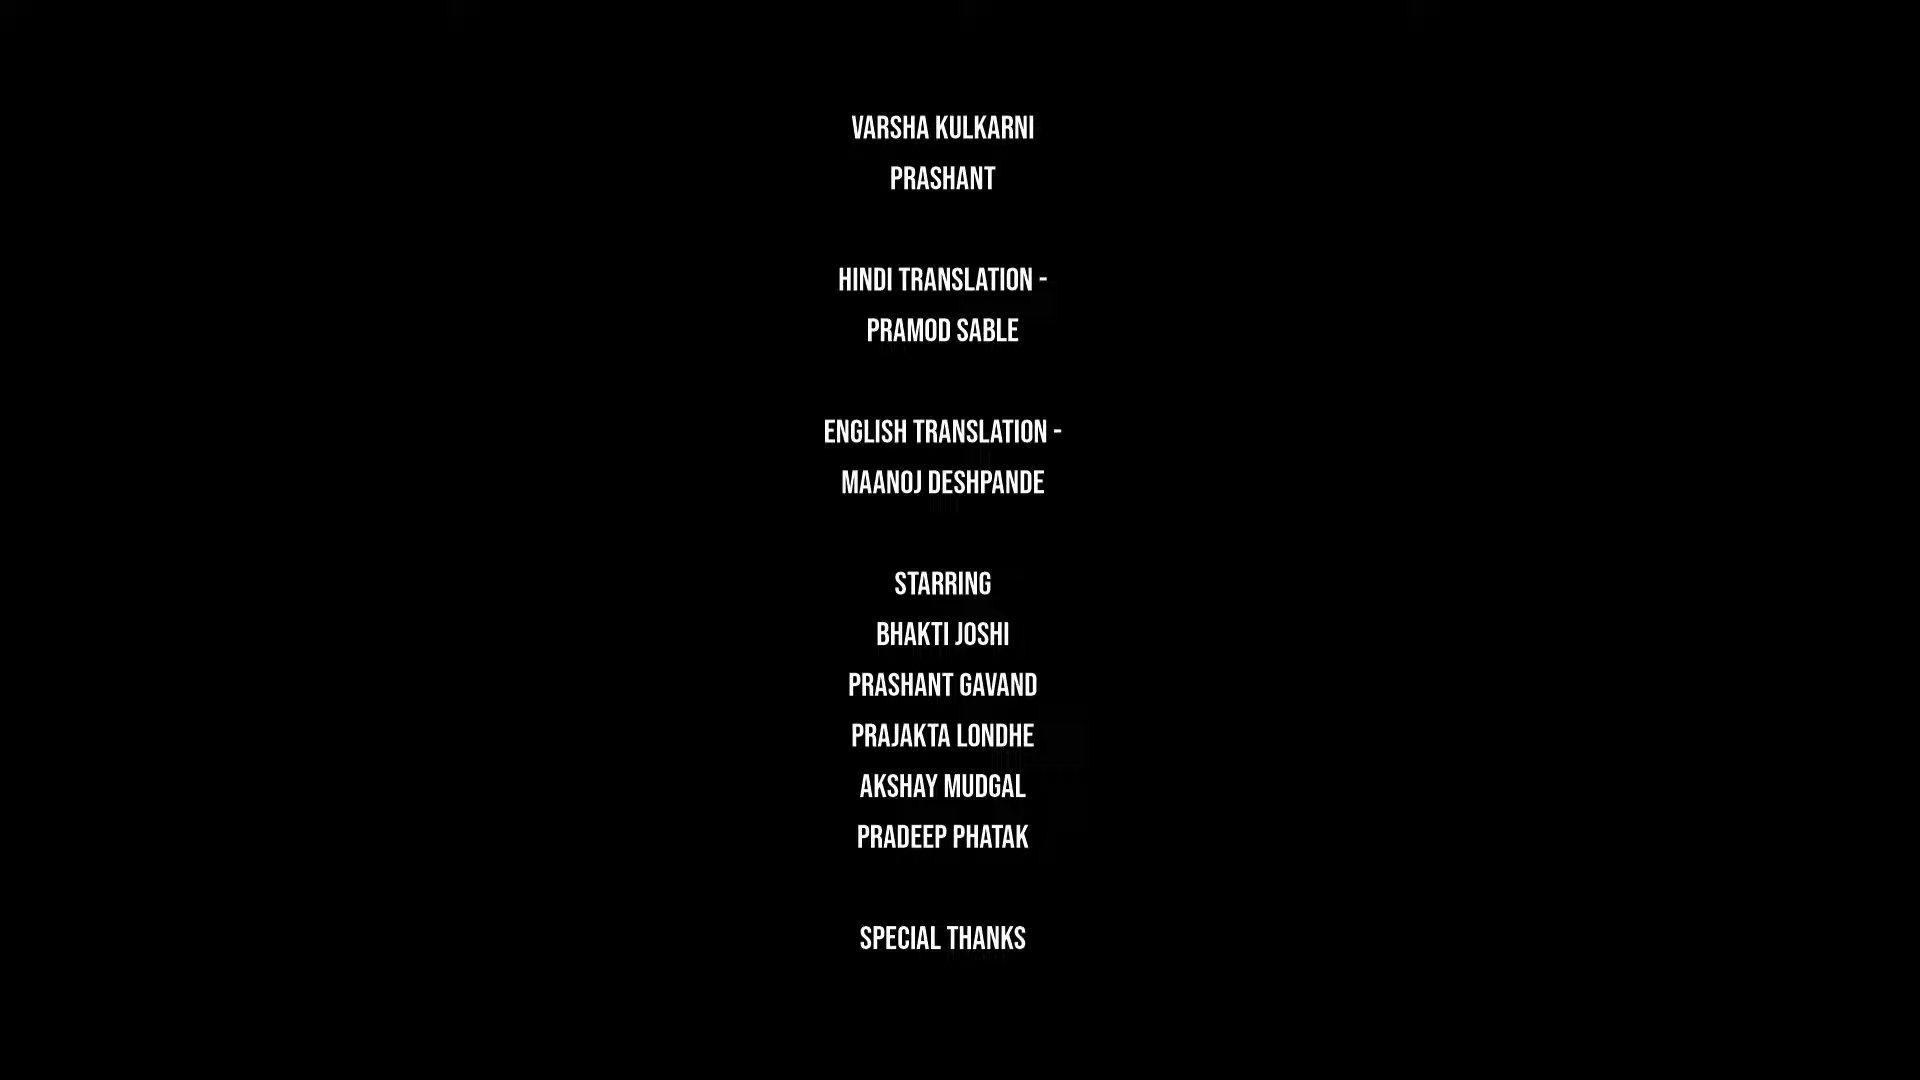 VARSHA KULKARNI
PRASHANT
HINDI TRANSLATION -
PRAMOD SABLE
ENGLISH TRANSLATION -
MAANOJ DESHPANDE
STARRING
BHAKTI JOSHI
PRASHANT GAVAND
PRAJAKTA LONDHE
AKSHAY MUDGAL
PRADEEP PHATAK
SPECIAL THANKS